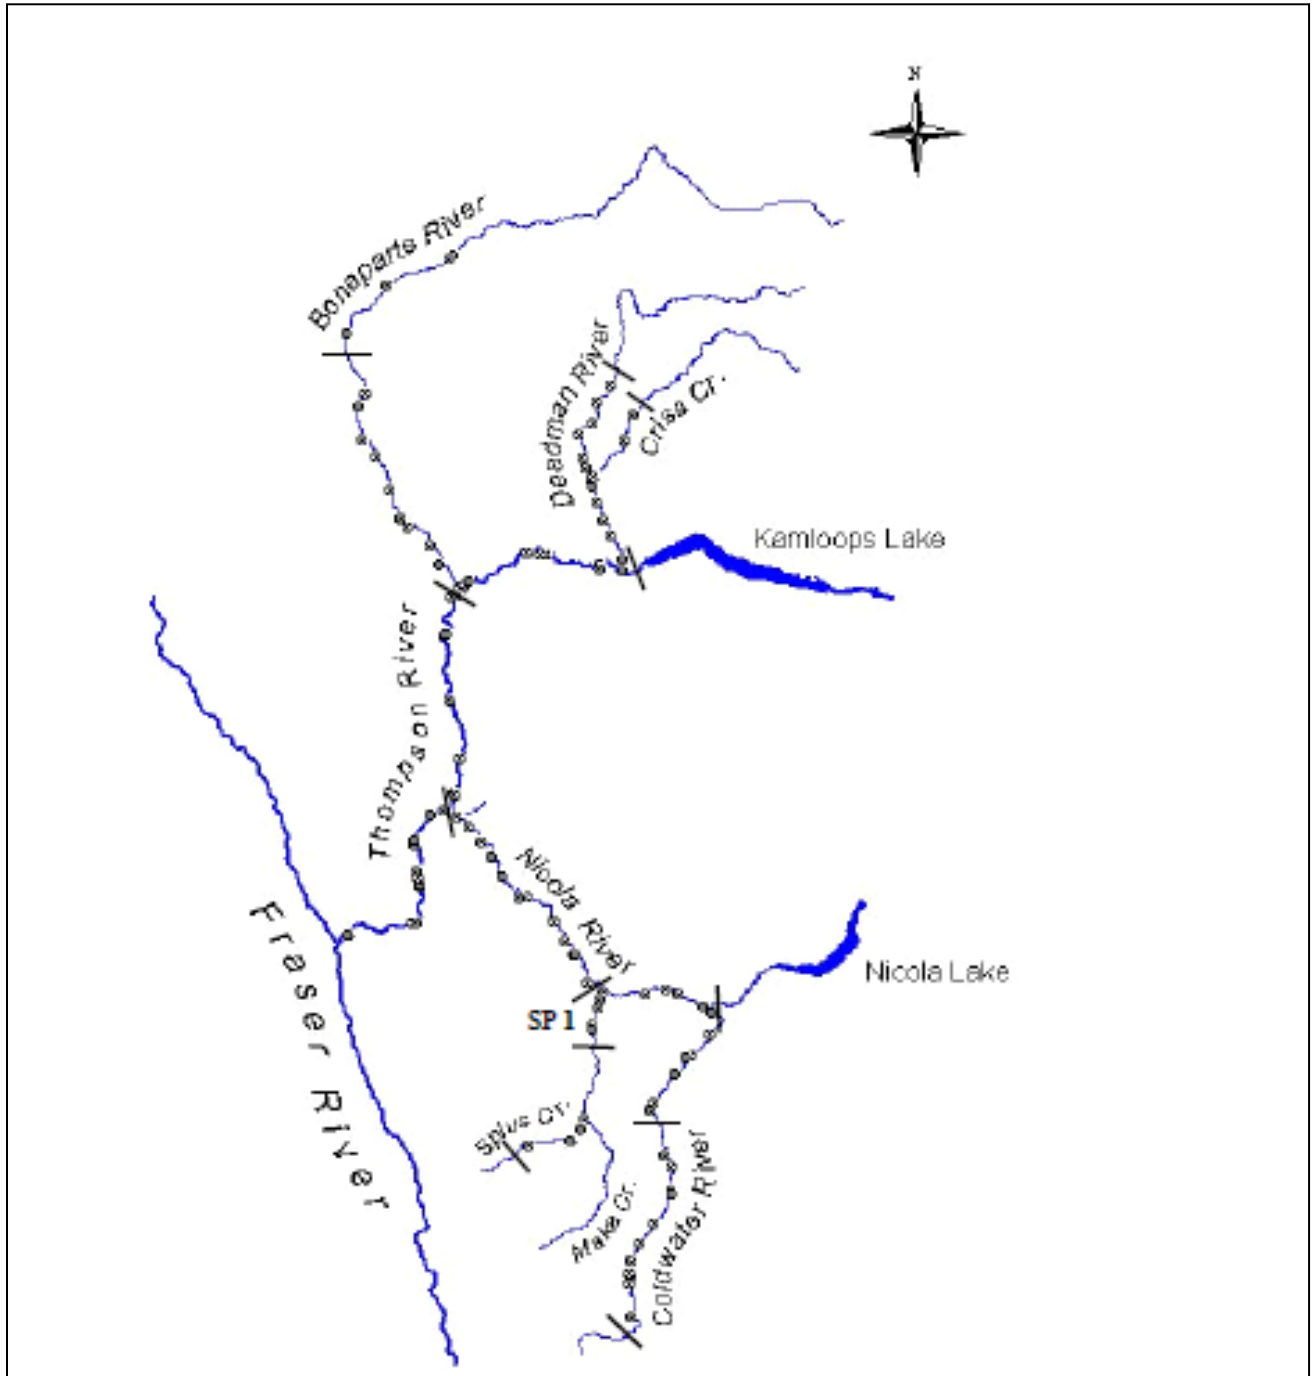 N
Bonaparte River
Deadman River
Criss Cr.
Kamloops Lake
Thompson River
Nicola River
Fraser River
Nicola Lake
SP 1
Spius Cr.
Make Cr.
Coldwater River